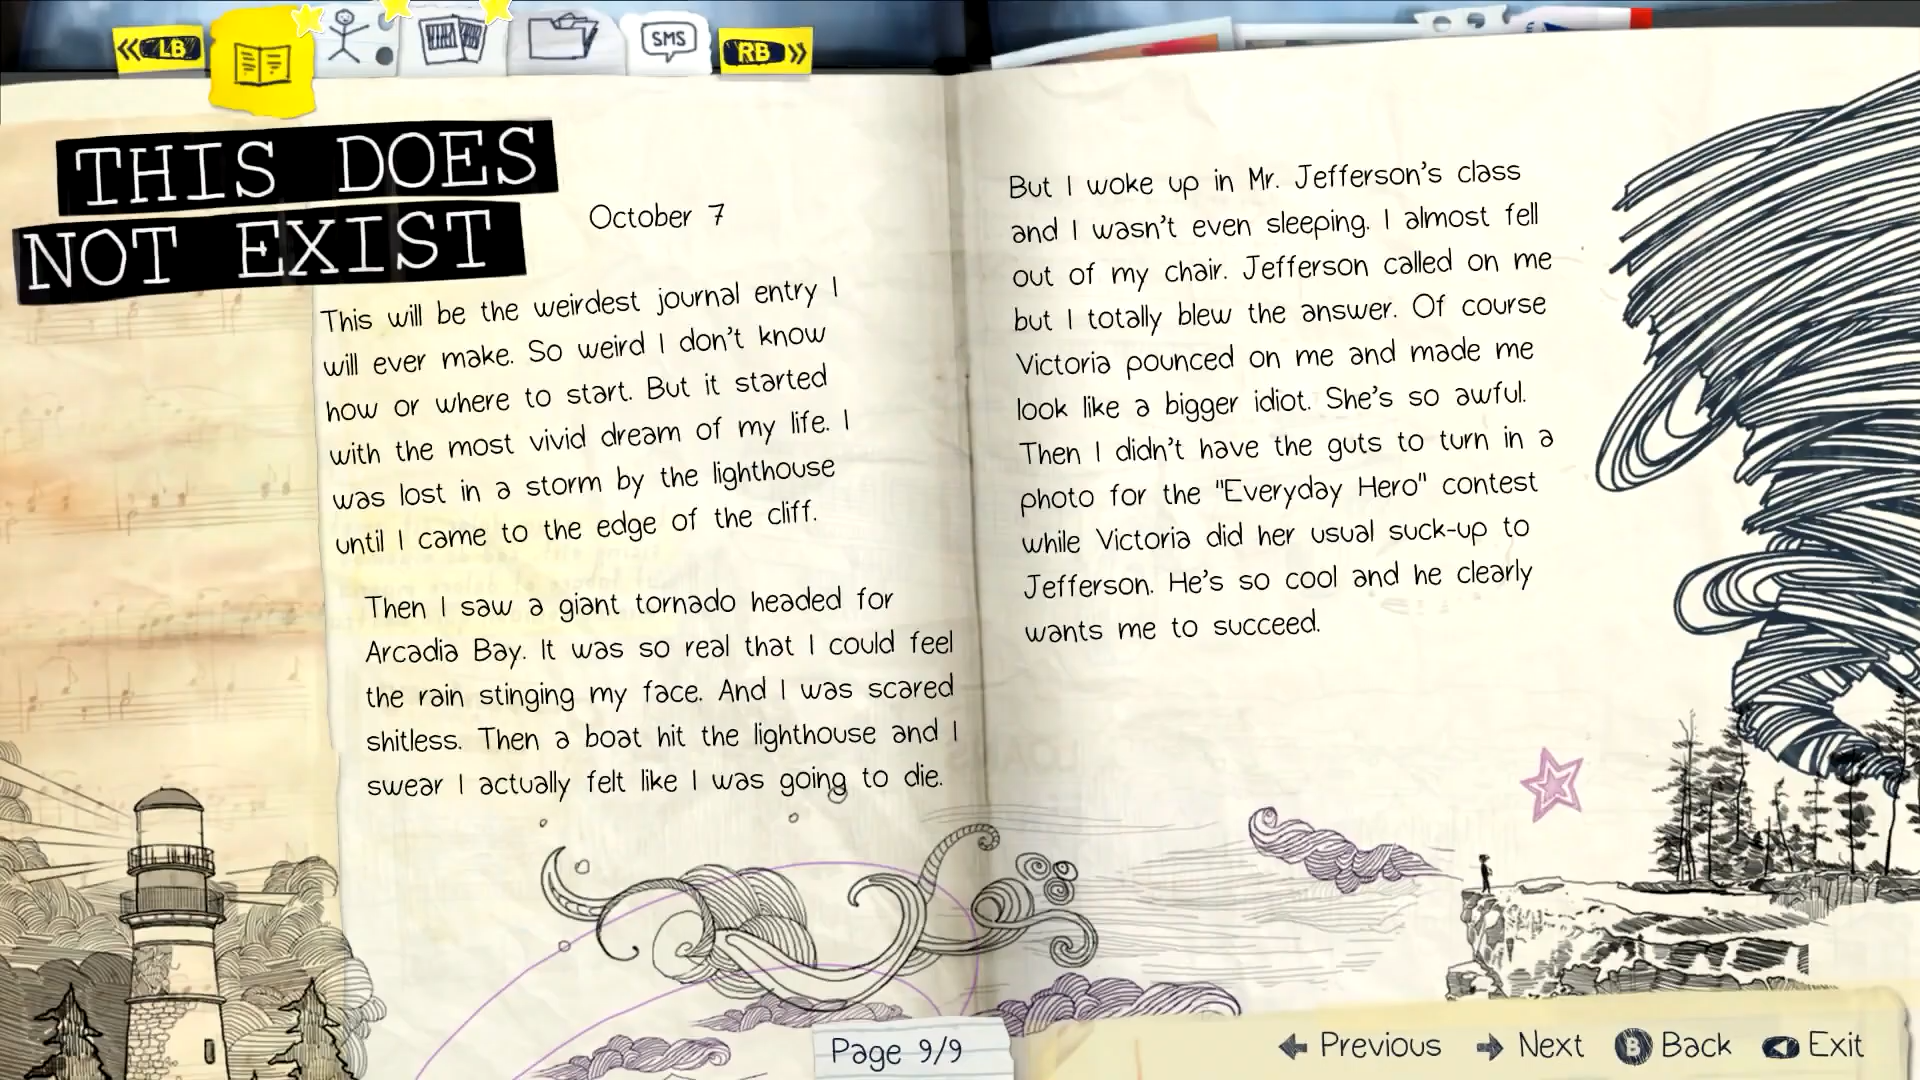 LB
SMS
RB
THIS DOES
NOT EXIST
October 7
This will be the weirdest journal entry I
will ever make. So weird I don't know
how or where to start. But it started
with the most vivid dream of my life. I
was lost in a storm by the lighthouse
until I came to the edge of the cliff.
Then I saw a giant tornado headed for
Arcadia Bay. It was so real that I could feel
the rain stinging my face. And I was scared
shitless. Then a boat hit the lighthouse and I
swear I actually felt like I was going to die.
But I woke up in Mr. Jefferson's class
and I wasn't even sleeping. I almost fell
out of my chair. Jefferson called on me
but I totally blew the answer. Of course
Victoria pounced on me and made me
look like a bigger idiot. She's so awful.
Then I didn't have the guts to turn in a
photo for the "Everyday Hero" contest
while Victoria did her usual suck-up to
Jefferson. He's so cool and he clearly
wants me to succeed.
Page 9/9
Previous
Next
B Back
Exit